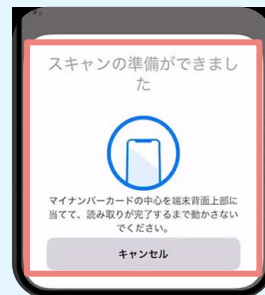 スキャンの準備ができまし
た
マイナンバーカードの中心を端末背面上部に
当てて、読み取りが完了するまで動かさない
でください。
キャンセル